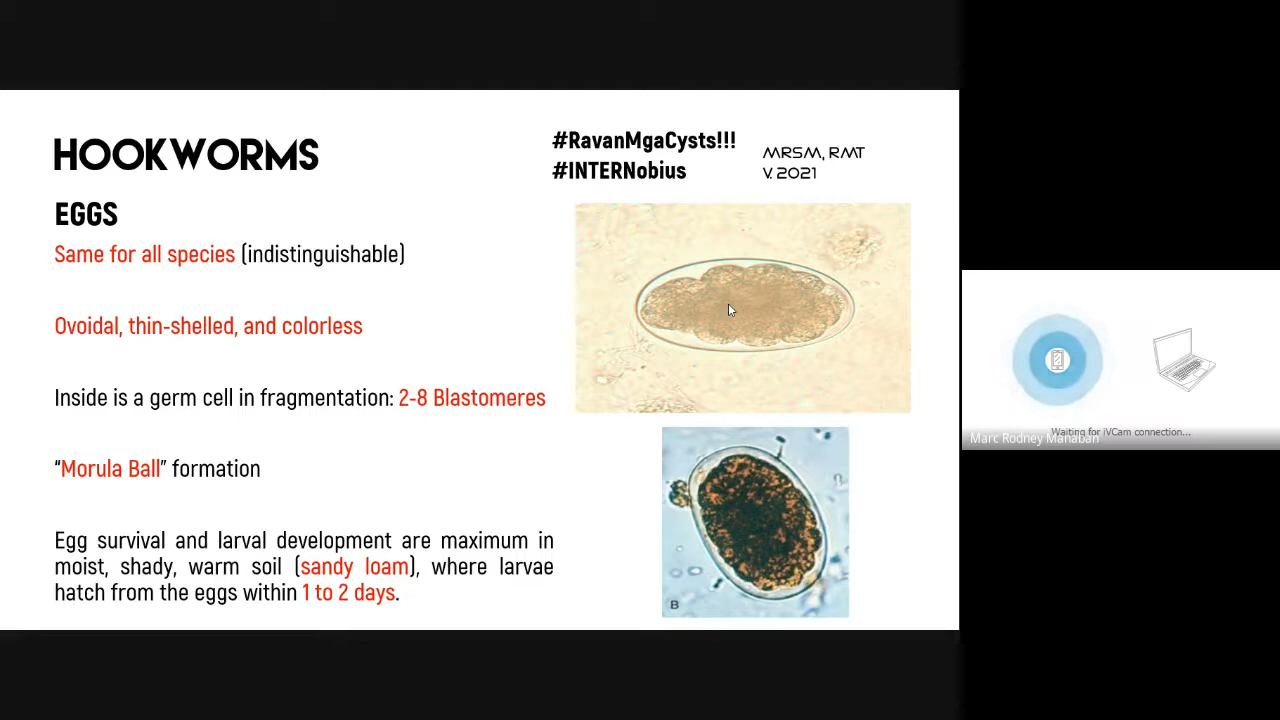 HOOKWORMS
#RavanMgaCysts!!!
#INTERNobius
MRSM, RMT
V. 2021
EGGS
Same for all species (indistinguishable)
Ovoidal, thin-shelled, and colorless
Inside is a germ cell in fragmentation: 2-8 Blastomeres
“Morula Ball” formation
Egg survival and larval development are maximum in
moist, shady, warm soil (sandy loam), where larvae
hatch from the eggs within 1 to 2 days.
B
Waiting for iVCam connection...
Marc Rodney Manaban